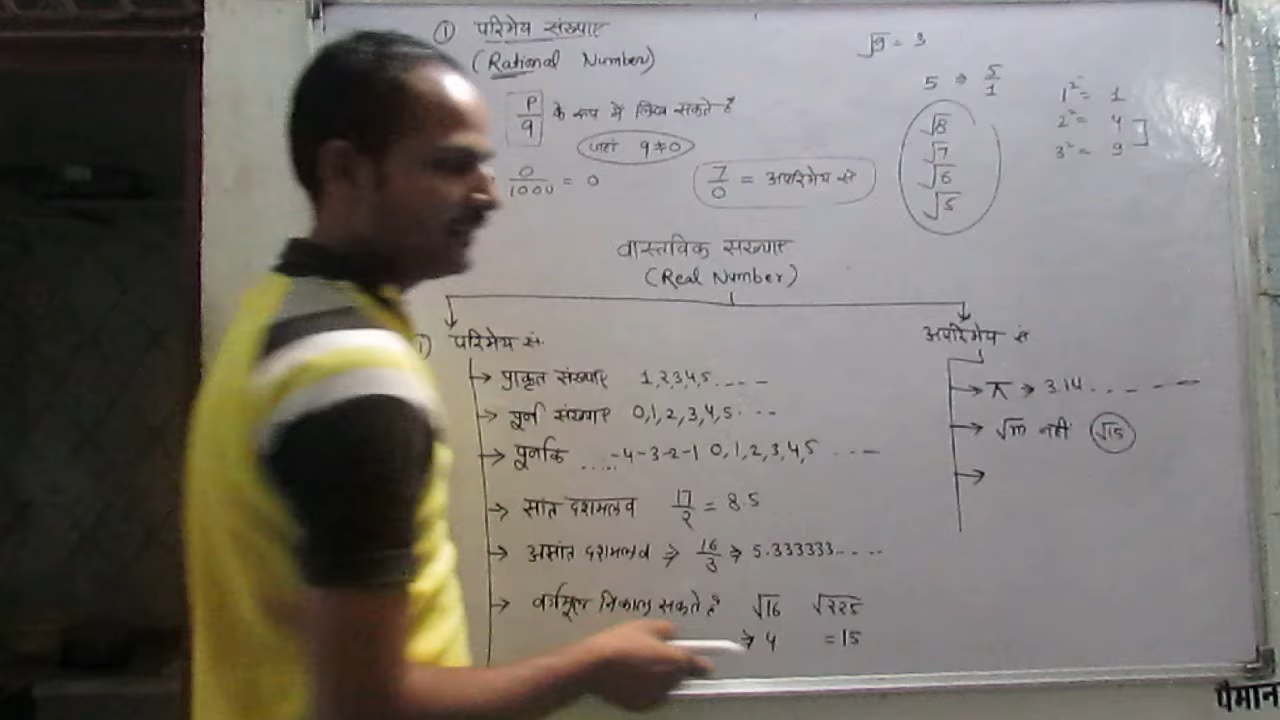 ① परिमेय संख्याए
(Rational Number)
P/q के रूप में लिख सकते हैं
जहां q≠0
0/1000 = 0
7/0 = अपरिमेय सं
√9 = 3
5 → 5/1
√8
√7
√6
√5
1² = 1
2² = 4
3² = 9
वास्तविक संख्याए
(Real Number)
① परिमेय सं.
→ प्राकृत संख्याए 1,2,3,4,5....
→ पूर्ण संख्याए 0,1,2,3,4,5...
→ पूर्णांक .....-4-3-2-1 0,1,2,3,4,5 ...
→ सांत दशमलव 17/2 = 8.5
→ असांत दशमलव → 16/3 → 5.333333....
→ वर्गमूल निकाल सकते हैं √16 √225
→ 4 = 15
अपरिमेय सं
→ π → 3.14....
→ √m नहीं √15
→
पैमान